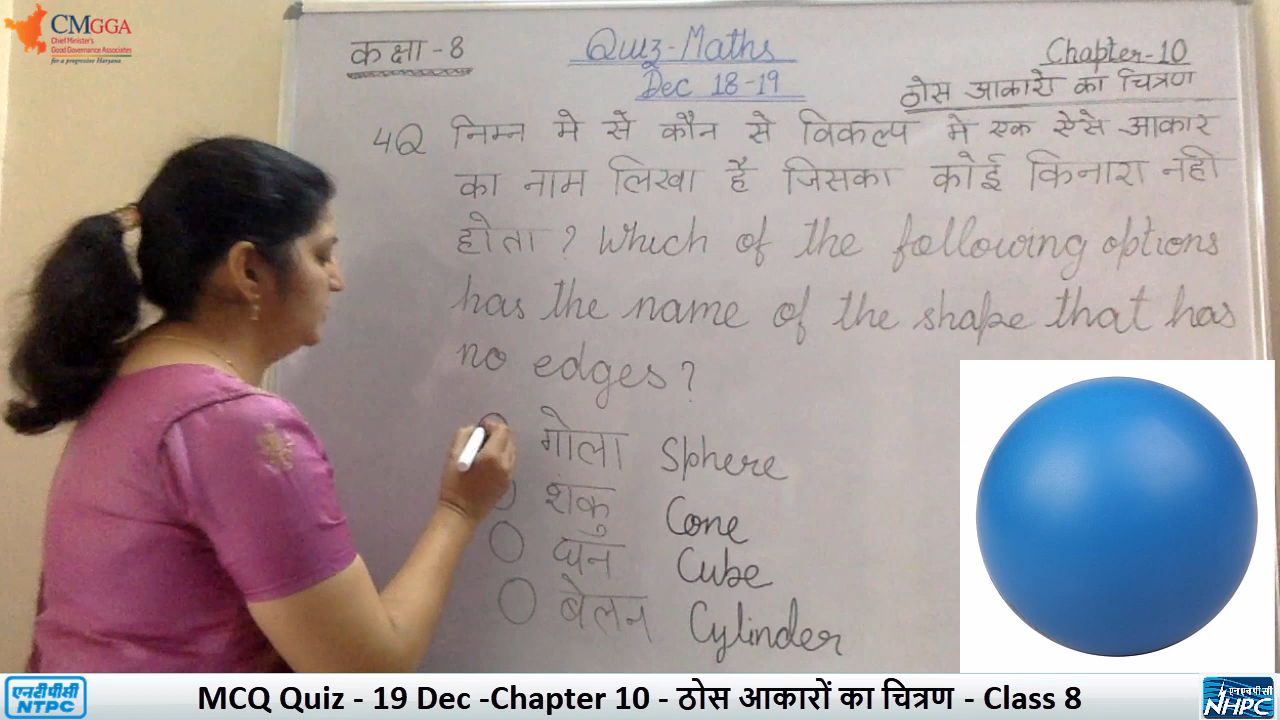 CMGGA
Chief Minister's
Good Governance Associates
for a progressive Haryana
कक्षा - 8
Quiz-Maths
Dec 18-19
Chapter-10
ठोस आकारों का चित्रण
4Q निम्न मे से कौन से विकल्प मे एक ऐसे आकार
का नाम लिखा है जिसका कोई किनारा नही
होता ? Which of the following options
has the name of the shape that has
no edges ?
गोला Sphere
शंकु Cone
घन Cube
बेलन Cylinder
एनटीपीसी
NTPC
MCQ Quiz - 19 Dec -Chapter 10 - ठोस आकारों का चित्रण - Class 8
एनएचपीसी
NHPC